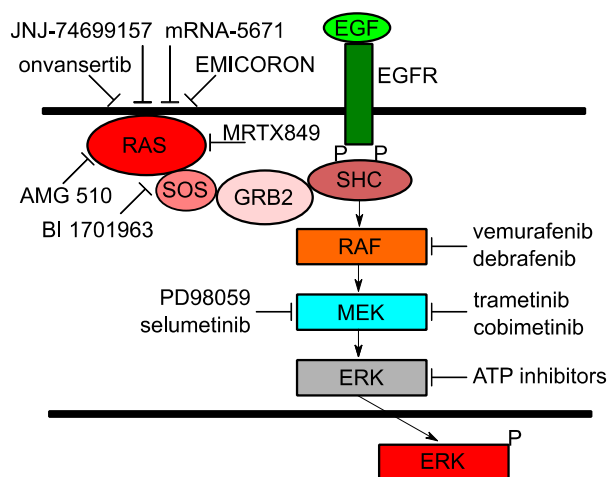 JNJ-74699157 mRNA-5671
EGF
onvansertib EMICORON
EGFR
RAS
MRTX849
P P
SHC
AMG 510
SOS
GRB2
BI 1701963
RAF
vemurafenib
debrafenib
PD98059
selumetinib
MEK
trametinib
cobimetinib
ERK
ATP inhibitors
P
ERK